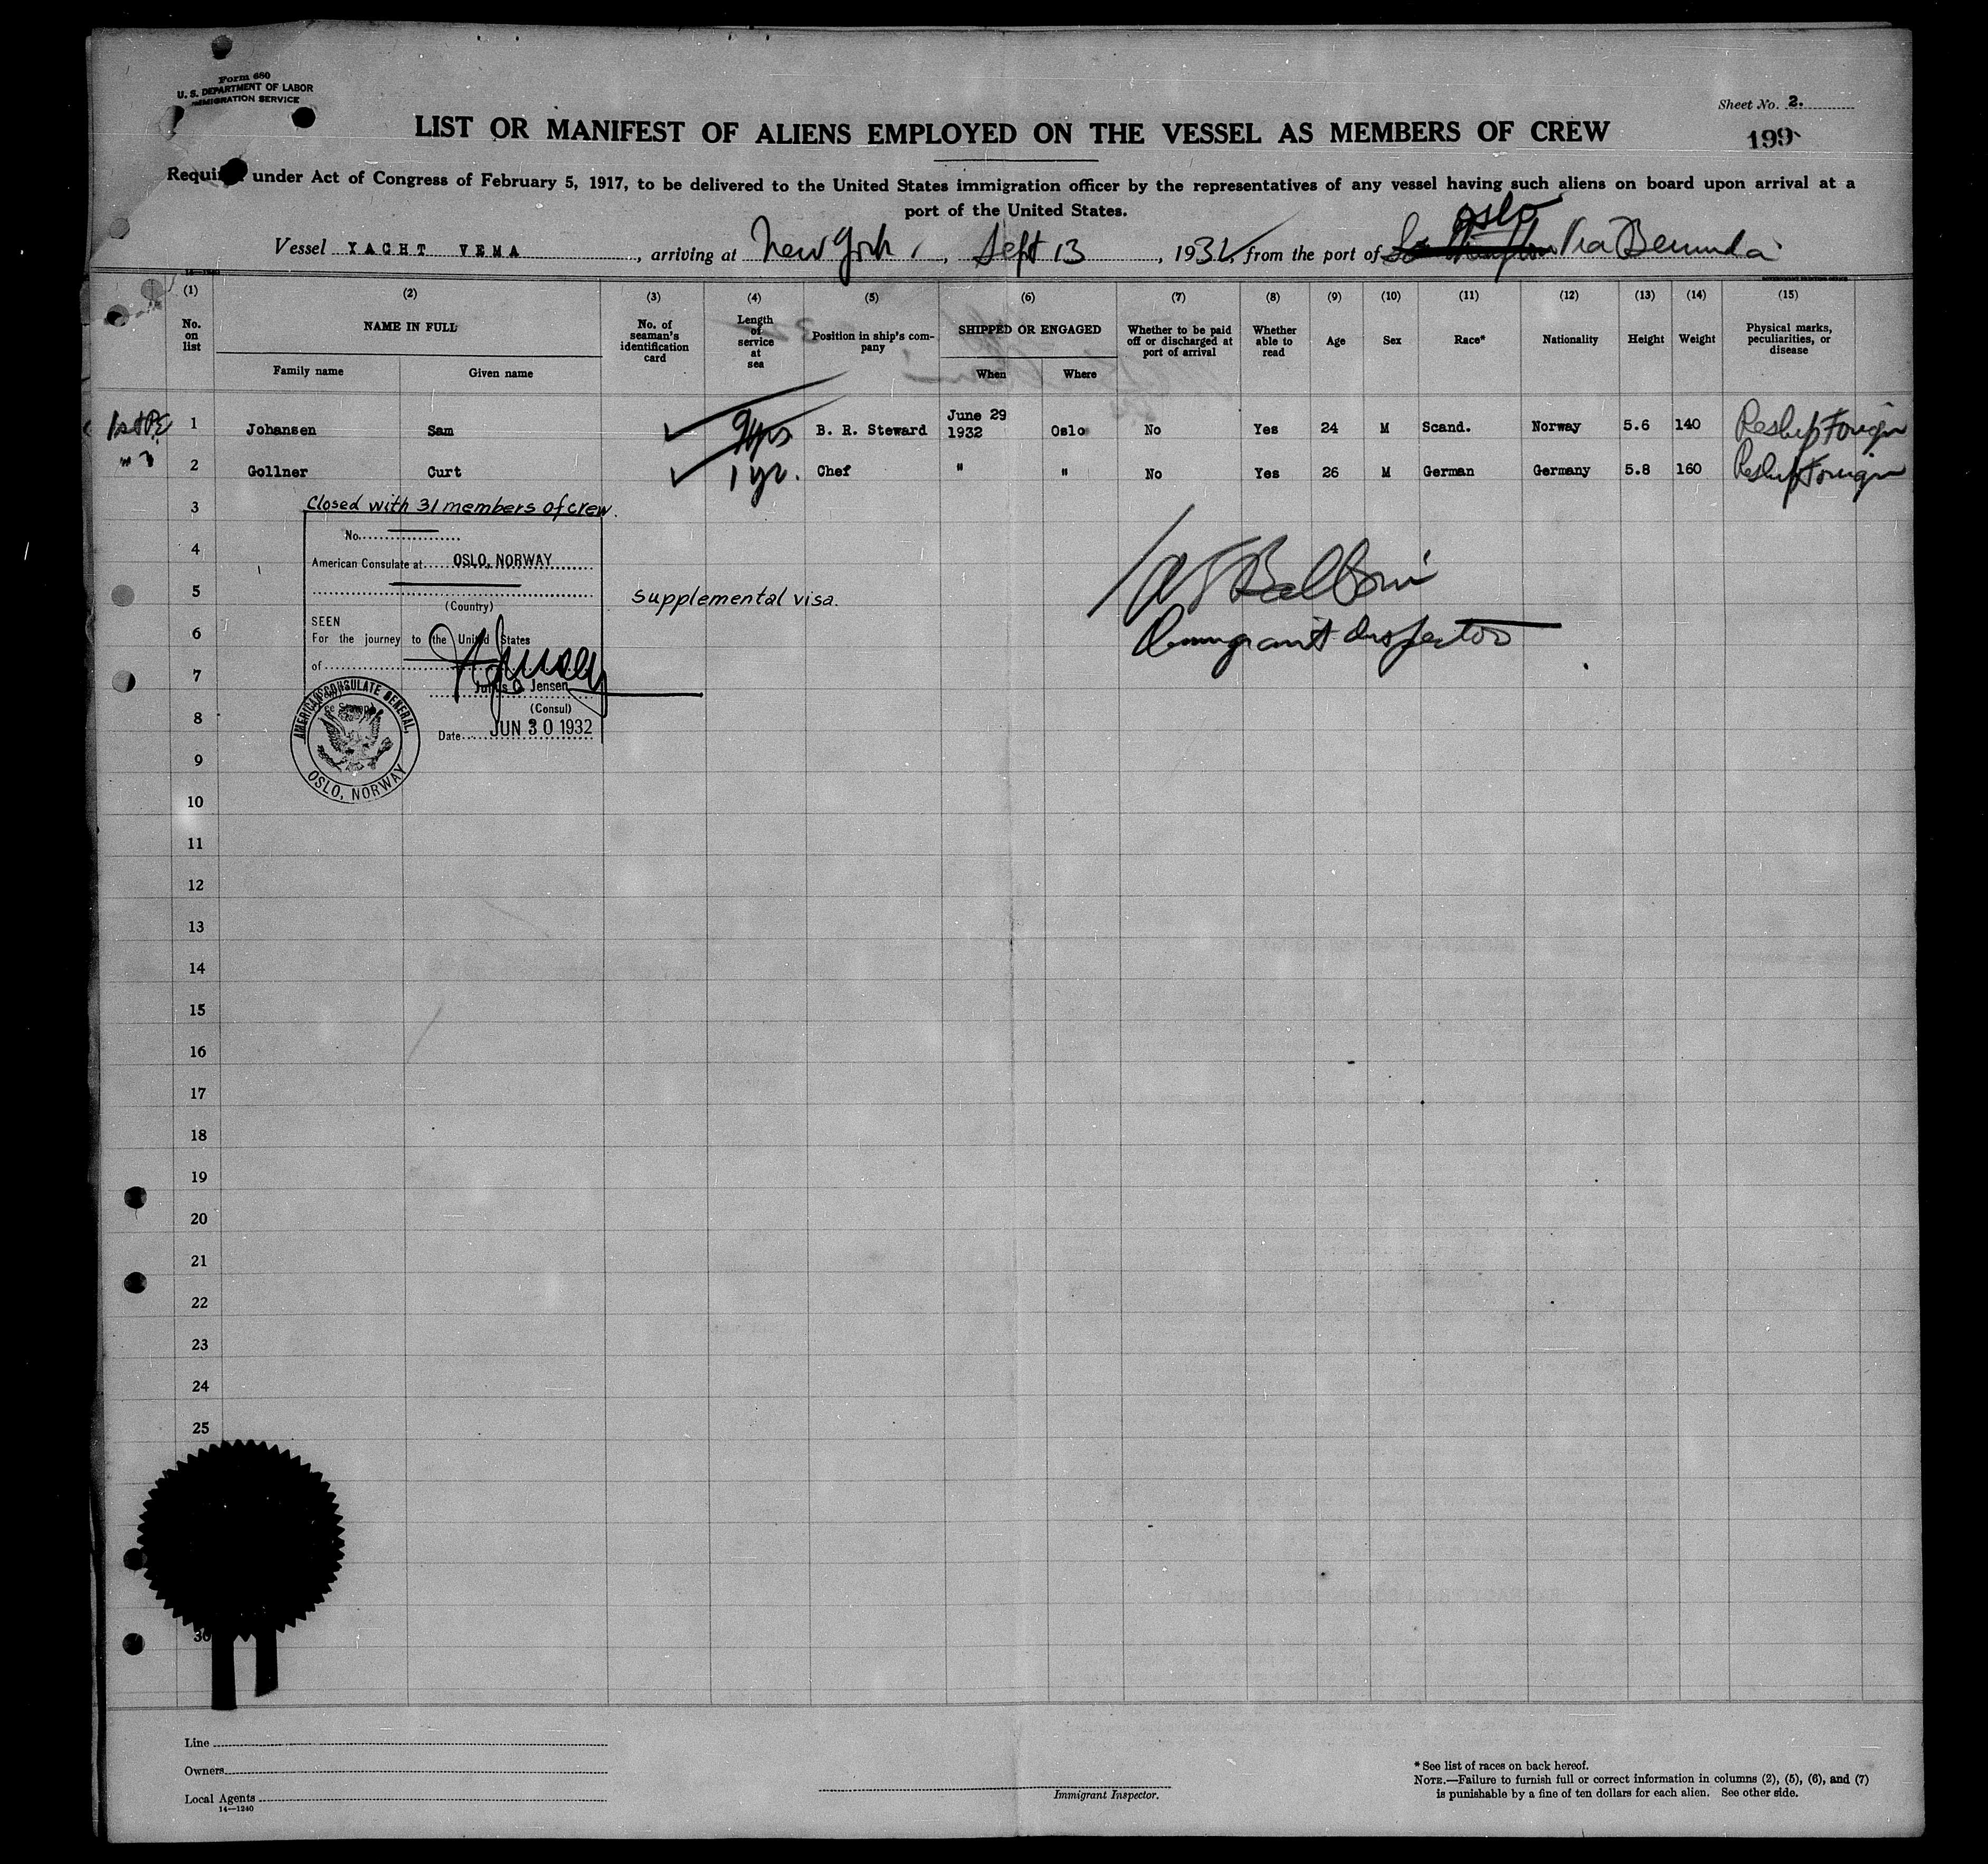 Form 680
U. S. DEPARTMENT OF LABOR
IMMIGRATION SERVICE
Sheet No. 2.
199
LIST OR MANIFEST OF ALIENS EMPLOYED ON THE VESSEL AS MEMBERS OF CREW
under Act of Congress of February 5, 1917, to be delivered to the United States immigration officer by the representatives of any vessel having such aliens on board upon arrival at a
port of the United States.
Oslo
Vessel YACHT VEMA, arriving at New York, Sept 13, 1932, from the port of Via Bermuda
(1) (2) (3) (4) (5) (6) (7) (8) (9) (10) (11) (12) (13) (14) (15)
No. on list
NAME IN FULL
Family name Given name
No. of seaman's identification card
Length of service at sea
Position in ship's company
SHIPPED OR ENGAGED
When Where
Whether to be paid off or discharged at port of arrival
Whether able to read
Age
Sex
Race*
Nationality
Height
Weight
Physical marks, peculiarities, or disease
1 Johansen Sam 9 yrs B. R. Steward June 29 1932 Oslo No Yes 24 M Scand. Norway 5.6 140 Reship Foreign
2 Gollner Curt 1 yr. Chef " " No Yes 26 M German Germany 5.8 160 Reship Foreign
3 Closed with 31 members of crew.
No.
4
American Consulate at OSLO, NORWAY
5 Supplemental visa.
(Country)
SEEN
6
For the journey to the United States
Immigrant Inspector
of
7
Jensen
(Consul)
8
Date JUN 30 1932
AMERICAN CONSULATE GENERAL,
OSLO, NORWAY
9
10
11
12
13
14
15
16
17
18
19
20
21
22
23
24
25
30
Line
Owners
Local Agents
14—1240
Immigrant Inspector.
* See list of races on back hereof.
NOTE.—Failure to furnish full or correct information in columns (2), (5), (6), and (7)
is punishable by a fine of ten dollars for each alien. See other side.